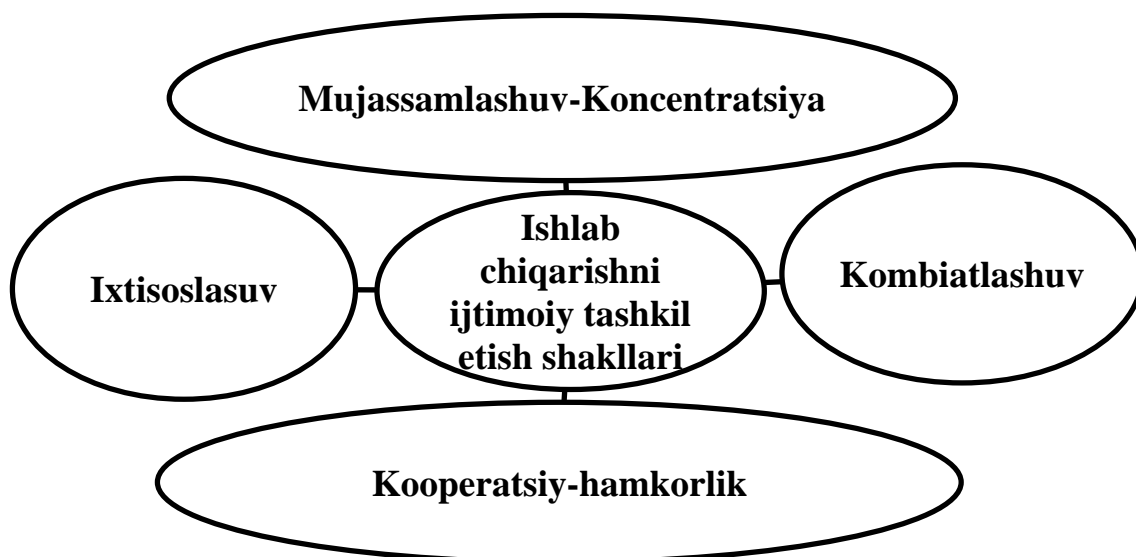 Mujassamlashuv-Koncentratsiya
Ixtisoslasuv
Ishlab
chiqarishni
ijtimoiy tashkil
etish shakllari
Kombiatlashuv
Kooperatsiy-hamkorlik